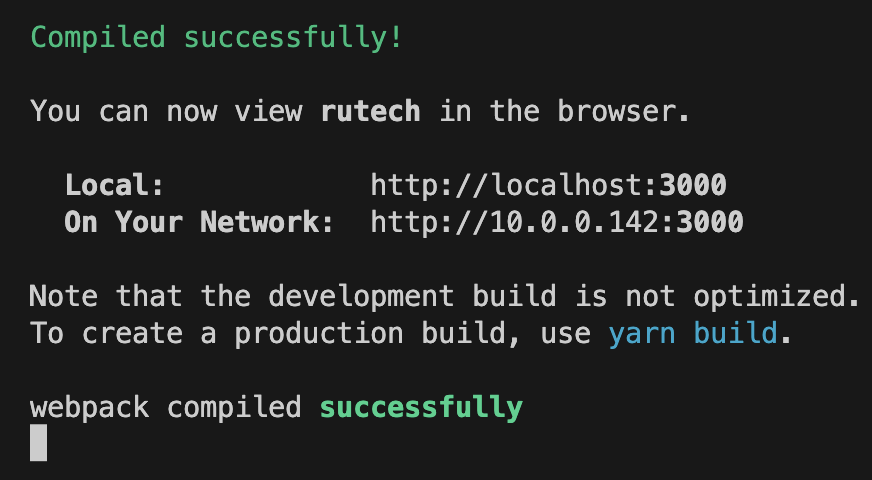 Compiled successfully!
You can now view rutech in the browser.
Local: http://localhost:3000
On Your Network: http://10.0.0.142:3000
Note that the development build is not optimized.
To create a production build, use yarn build.
webpack compiled successfully